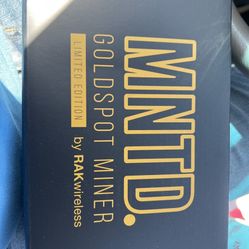 MNTD.
GOLDSPOT MINER
LIMITED EDITION
by RAKwireless